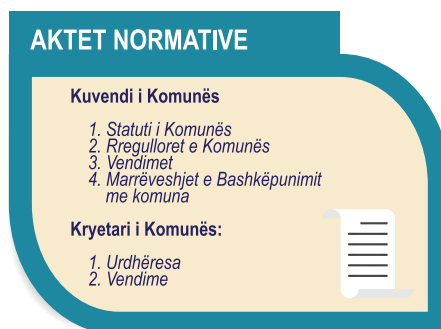 AKTET NORMATIVE
Kuvendi i Komunës
1. Statuti i Komunës
2. Rregulloret e Komunës
3. Vendimet
4. Marrëveshjet e Bashkëpunimit
me komuna
Kryetari i Komunës:
1. Urdhëresa
2. Vendime